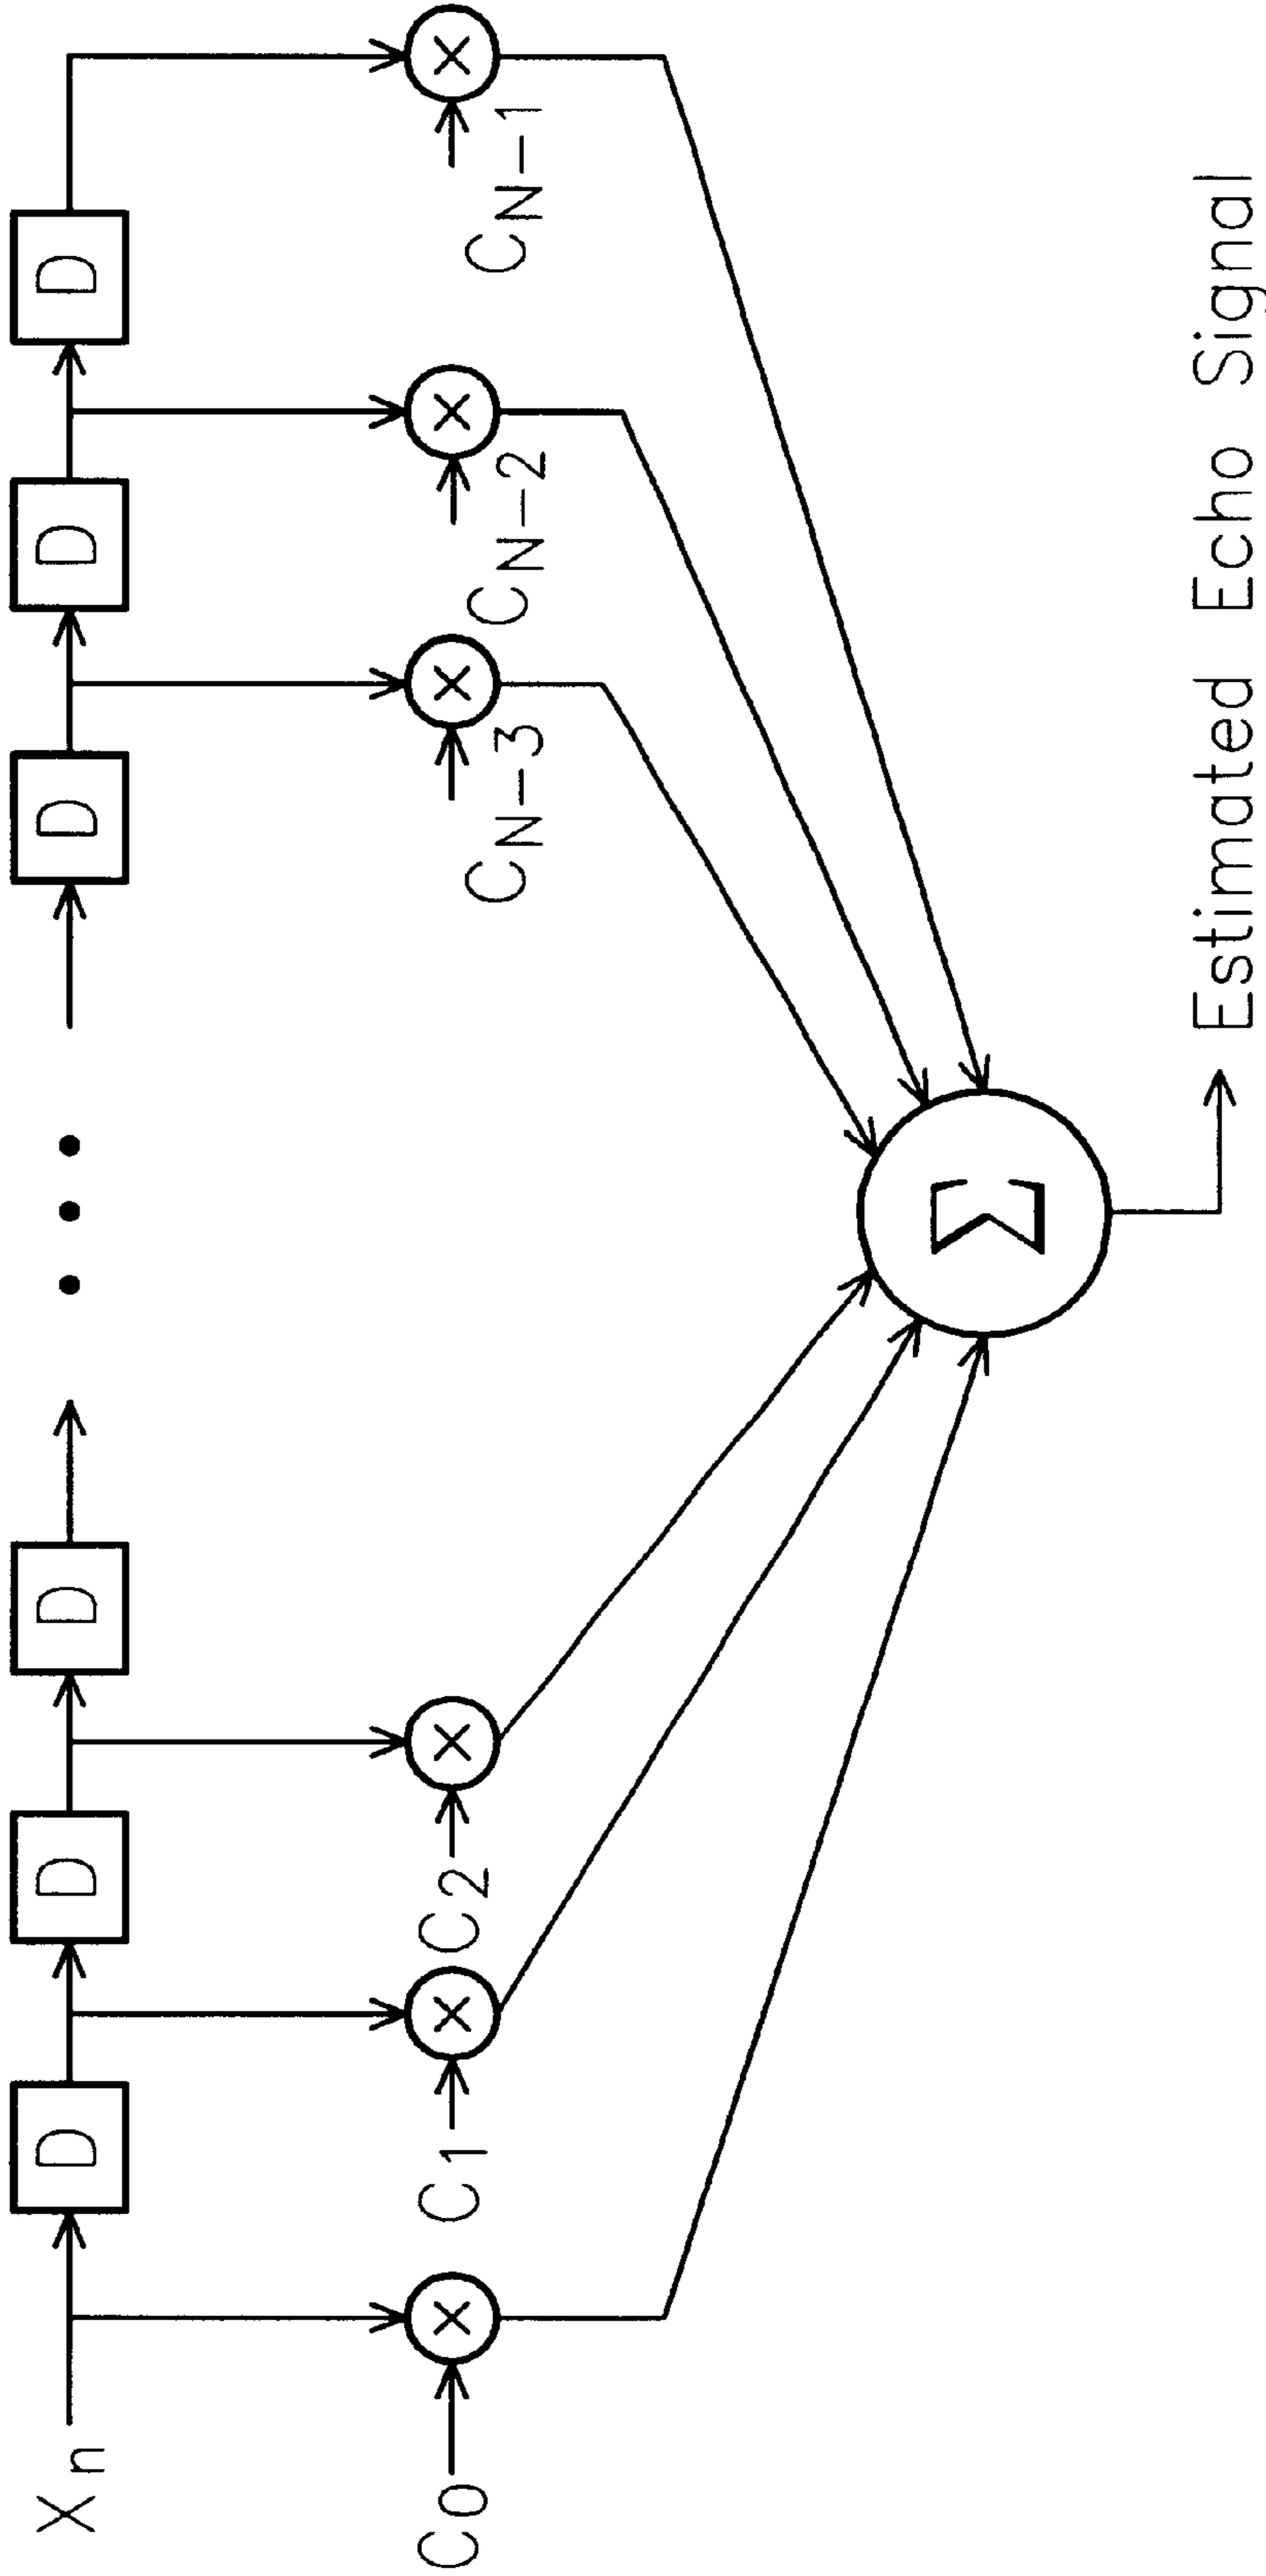 Xn
D D D D D D
C0 C1 C2 CN-3 CN-2 CN-1
× × × × × ×
Σ
Estimated Echo Signal